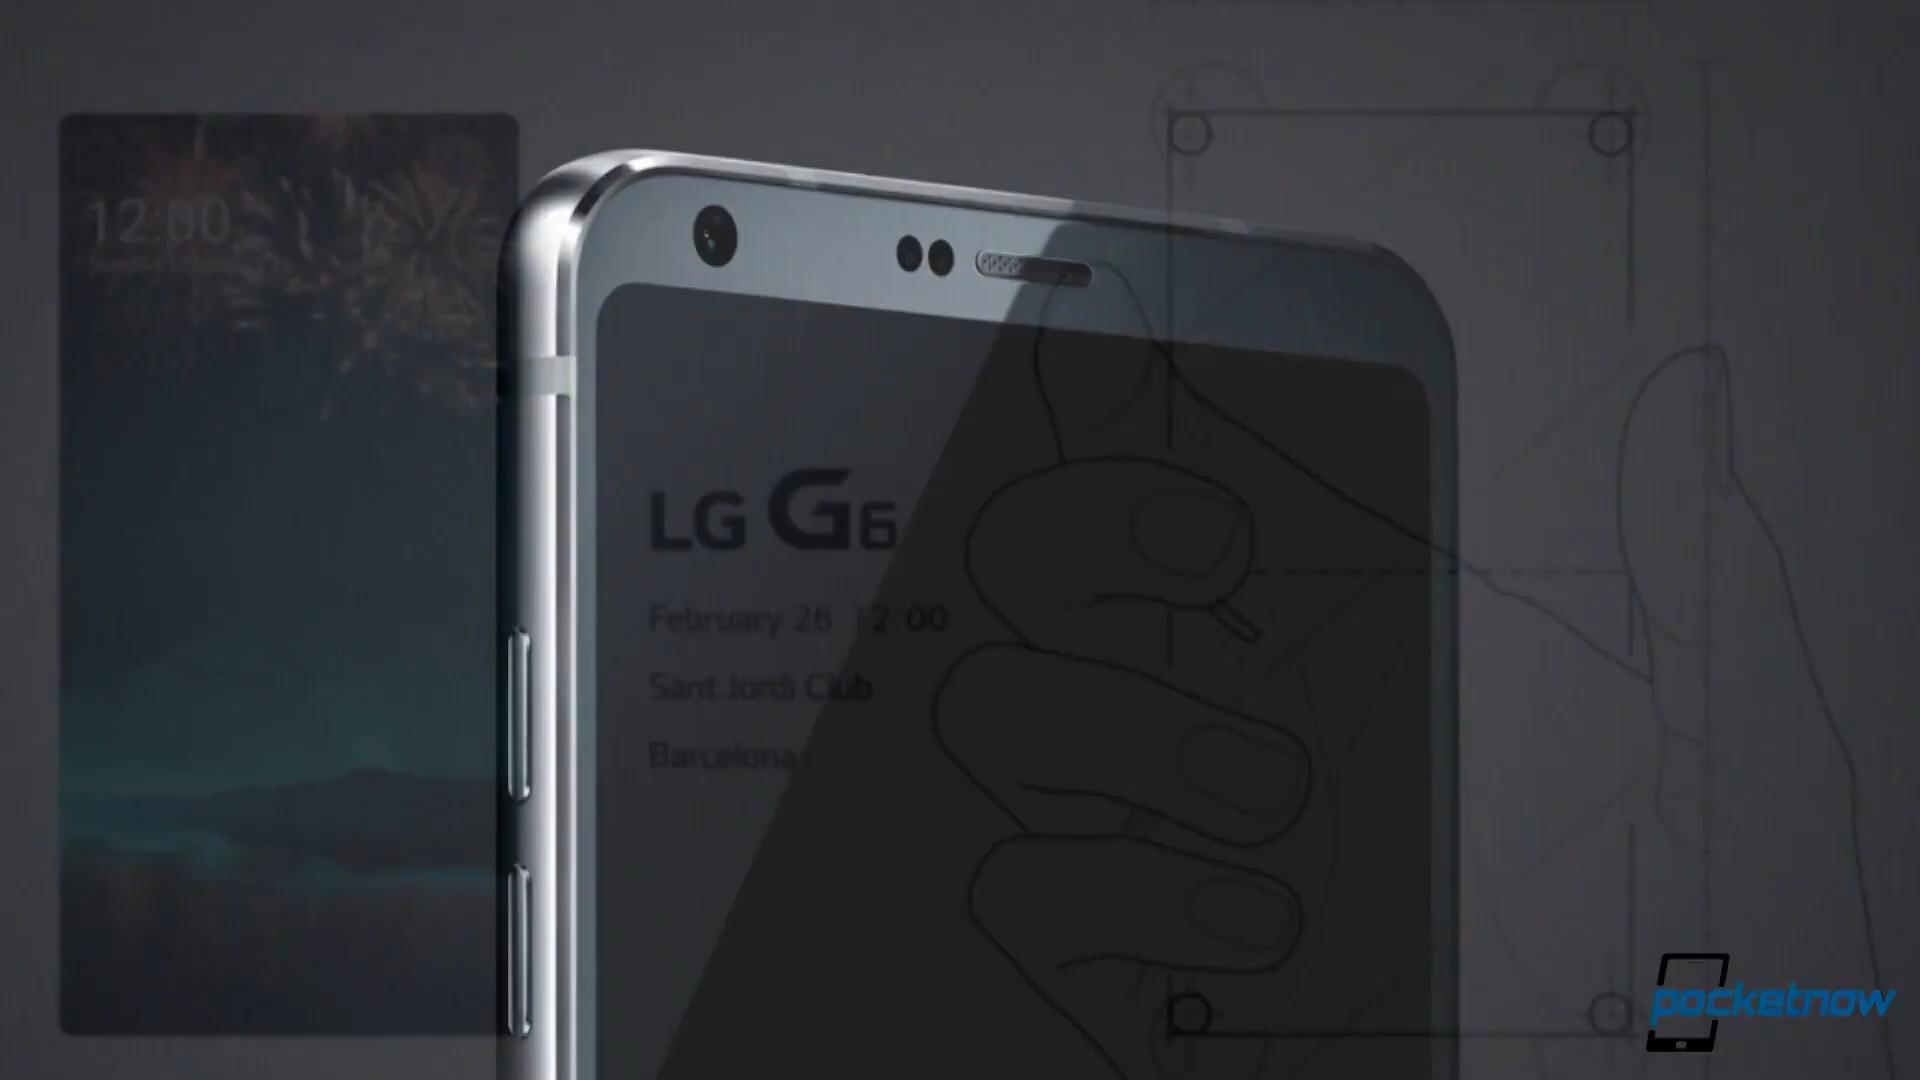 12:00
LG G6
February 26 12 00
Sant Jordi Club
Barcelona
pocketnow